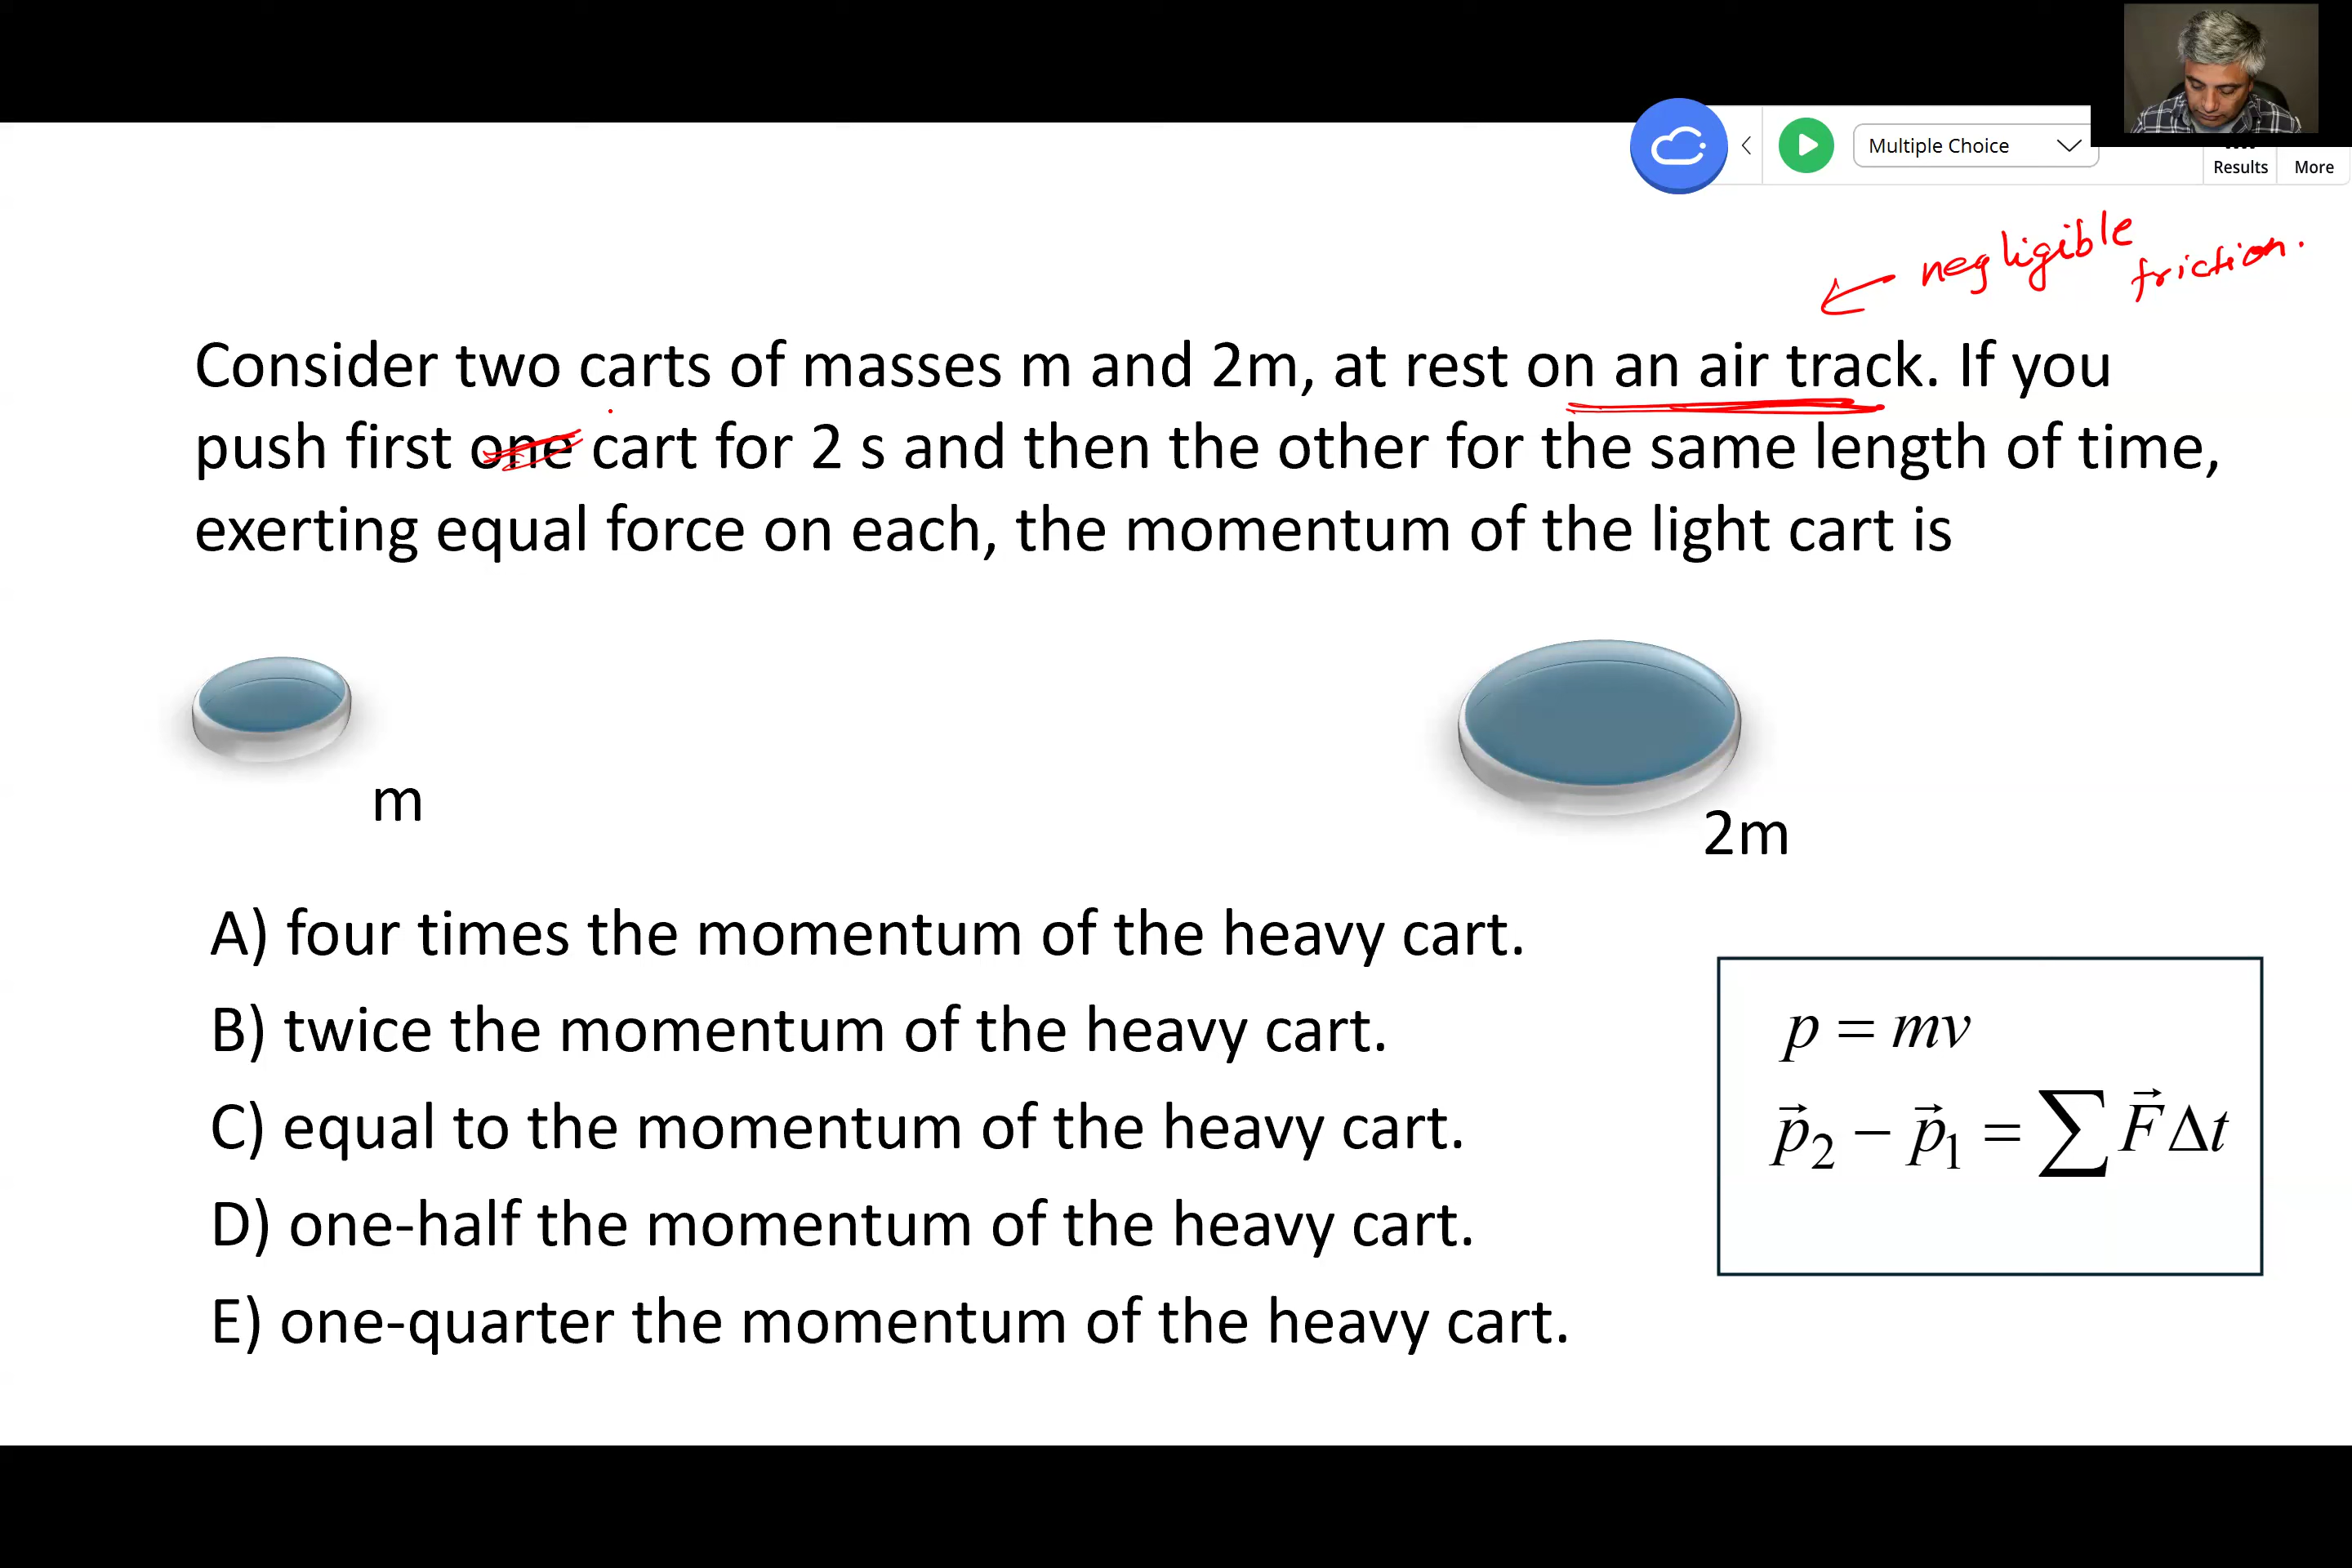 Multiple Choice
Results More
negligible
friction.
Consider two carts of masses m and 2m, at rest on an air track. If you
push first one cart for 2 s and then the other for the same length of time,
exerting equal force on each, the momentum of the light cart is
m
2m
A) four times the momentum of the heavy cart.
B) twice the momentum of the heavy cart.
C) equal to the momentum of the heavy cart.
D) one-half the momentum of the heavy cart.
E) one-quarter the momentum of the heavy cart.
p = mv
p⃗₂ − p⃗₁ = ∑ F⃗ Δt